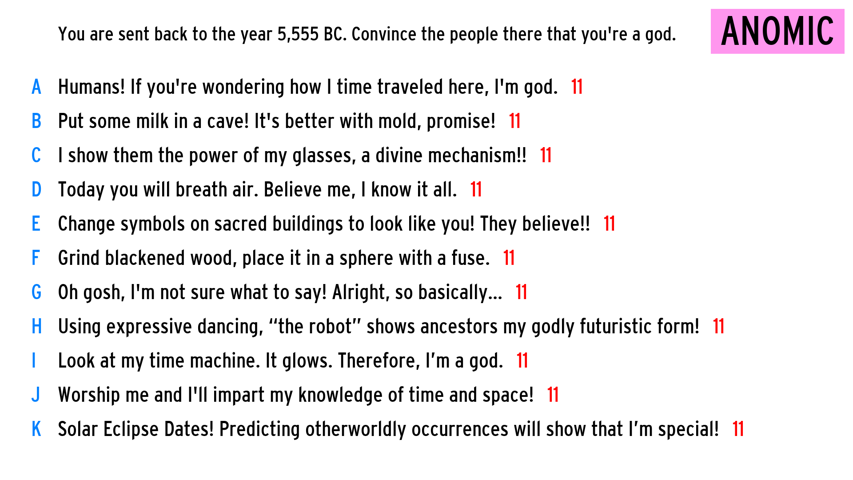 You are sent back to the year 5,555 BC. Convince the people there that you're a god.
ANOMIC
A Humans! If you're wondering how I time traveled here, I'm god. 11
B Put some milk in a cave! It's better with mold, promise! 11
C I show them the power of my glasses, a divine mechanism!! 11
D Today you will breath air. Believe me, I know it all. 11
E Change symbols on sacred buildings to look like you! They believe!! 11
F Grind blackened wood, place it in a sphere with a fuse. 11
G Oh gosh, I'm not sure what to say! Alright, so basically... 11
H Using expressive dancing, “the robot” shows ancestors my godly futuristic form! 11
I Look at my time machine. It glows. Therefore, I’m a god. 11
J Worship me and I'll impart my knowledge of time and space! 11
K Solar Eclipse Dates! Predicting otherworldly occurrences will show that I’m special! 11